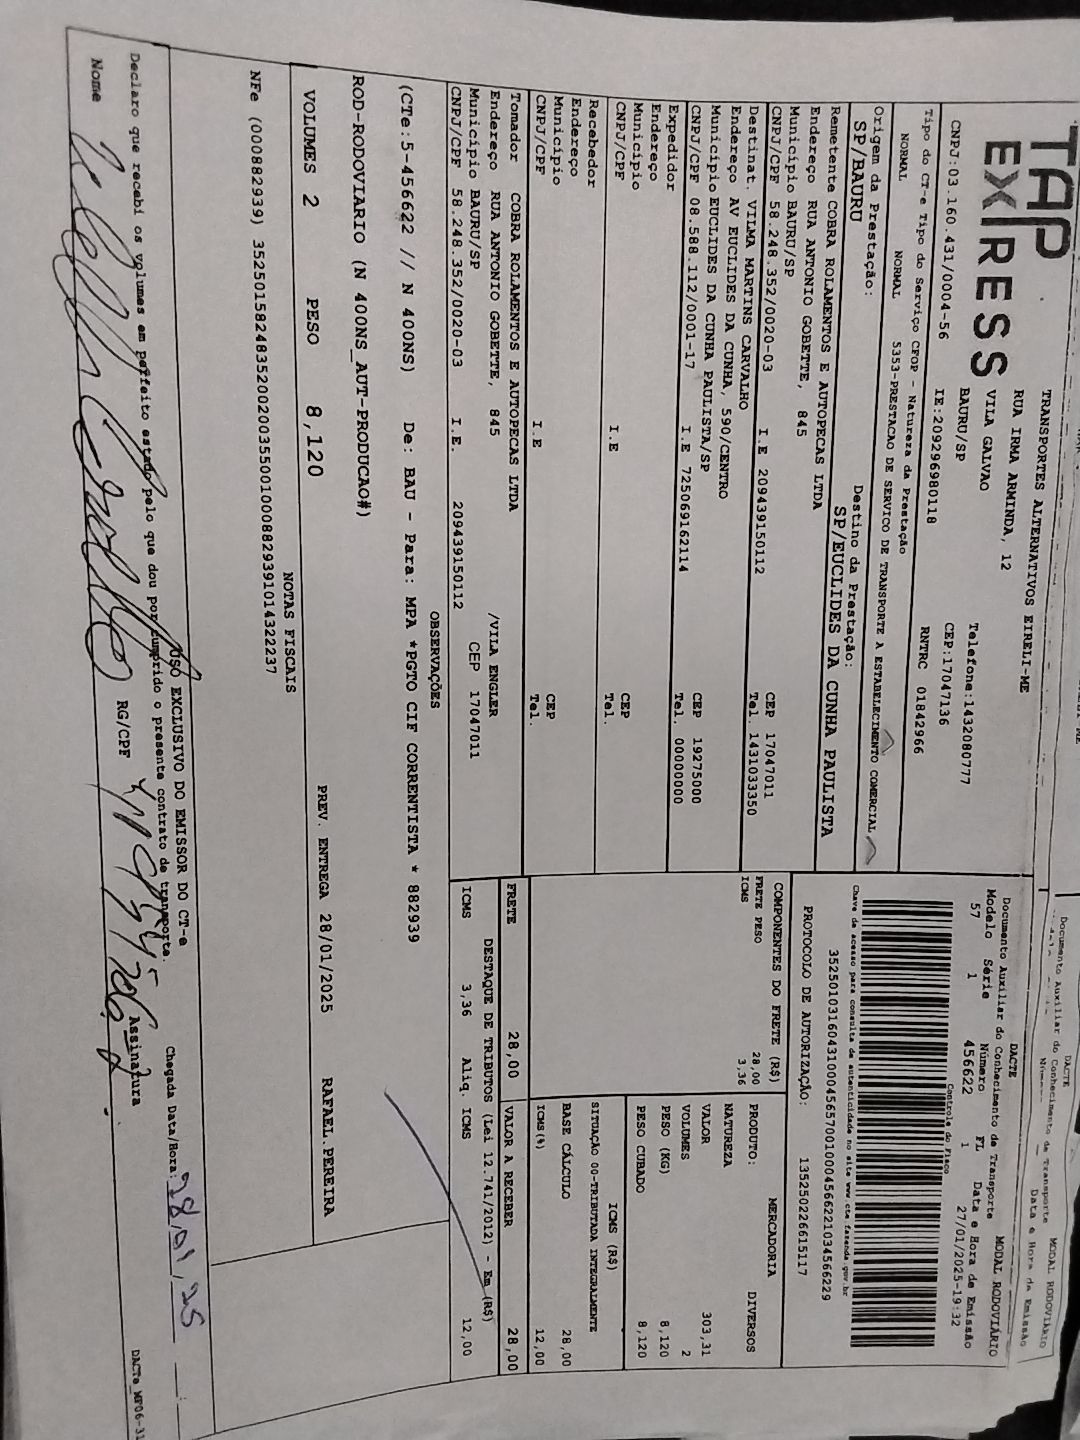 TAP
EXPRESS
TRANSPORTES ALTERNATIVOS EIRELI-ME
RUA IRMA ARMINDA, 12
VILA GALVAO
BAURU/SP
Telefone:1432080777
CEP:17047136
CNPJ:03.160.431/0004-56 IE:209296980118 RNTRC 01842966
DACTE
Documento Auxiliar do Conhecimento de Transporte
MODAL RODOVIÁRIO
Modelo Série Número FL Data e Hora de Emissão
57 1 456622 1 27/01/2025-19:32
Controle do Fisco
Chave de acesso para consulta de autenticidade no site www.cte.fazenda.gov.br
35250103160431000456570010004566221034566229
PROTOCOLO DE AUTORIZAÇÃO: 135250226615117
Tipo do CT-e Tipo do Serviço CFOP - Natureza da Prestação
NORMAL NORMAL 5353-PRESTACAO DE SERVICO DE TRANSPORTE A ESTABELECIMENTO COMERCIAL
Origem da Prestação: Destino da Prestação:
SP/BAURU SP/EUCLIDES DA CUNHA PAULISTA
Remetente COBRA ROLAMENTOS E AUTOPECAS LTDA
Endereço RUA ANTONIO GOBETTE, 845
Município BAURU/SP CEP 17047011
CNPJ/CPF 58.248.352/0020-03 I.E 209439150112 Tel. 1431033350
Destinat. VILMA MARTINS CARVALHO
Endereço AV EUCLIDES DA CUNHA, 590/CENTRO
Município EUCLIDES DA CUNHA PAULISTA/SP CEP 19275000
CNPJ/CPF 08.588.112/0001-17 I.E 725069162114 Tel. 00000000
Expedidor
Endereço
Município CEP
CNPJ/CPF I.E Tel.
Recebedor
Endereço
Município CEP
CNPJ/CPF I.E Tel.
Tomador COBRA ROLAMENTOS E AUTOPECAS LTDA
Endereço RUA ANTONIO GOBETTE, 845 /VILA ENGLER
Município BAURU/SP CEP 17047011
CNPJ/CPF 58.248.352/0020-03 I.E. 209439150112
COMPONENTES DO FRETE (R$)
FRETE PESO 28,00
ICMS 3,36
MERCADORIA
PRODUTO: DIVERSOS
NATUREZA
VALOR 303,31
VOLUMES 2
PESO (KG) 8,120
PESO CUBADO 8,120
ICMS (R$)
SITUAÇÃO 00-TRIBUTADA INTEGRALMENTE
BASE CÁLCULO 28,00
ICMS(%) 12,00
FRETE 28,00 VALOR A RECEBER 28,00
DESTAQUE DE TRIBUTOS (Lei 12.741/2012) - Em (R$)
ICMS 3,36 Aliq. ICMS 12,00
OBSERVAÇÕES
(CTe:5-456622 // N 400NS) De: BAU - Para: MPA *PGTO CIF CORRENTISTA * 882939
ROD-RODOVIARIO (N 400NS_AUT-PRODUCAO#)
VOLUMES 2 PESO 8,120 PREV. ENTREGA 28/01/2025 RAFAEL.PEREIRA
NOTAS FISCAIS
NFe (000882939) 35250158248352002003550010008829391014322237
USO EXCLUSIVO DO EMISSOR DO CT-e
Declaro que recebi os volumes em perfeito estado pelo que dou por cumprido o presente contrato de transporte.
Chegada Data/Hora: 28/01/25
Nome RG/CPF Assinatura